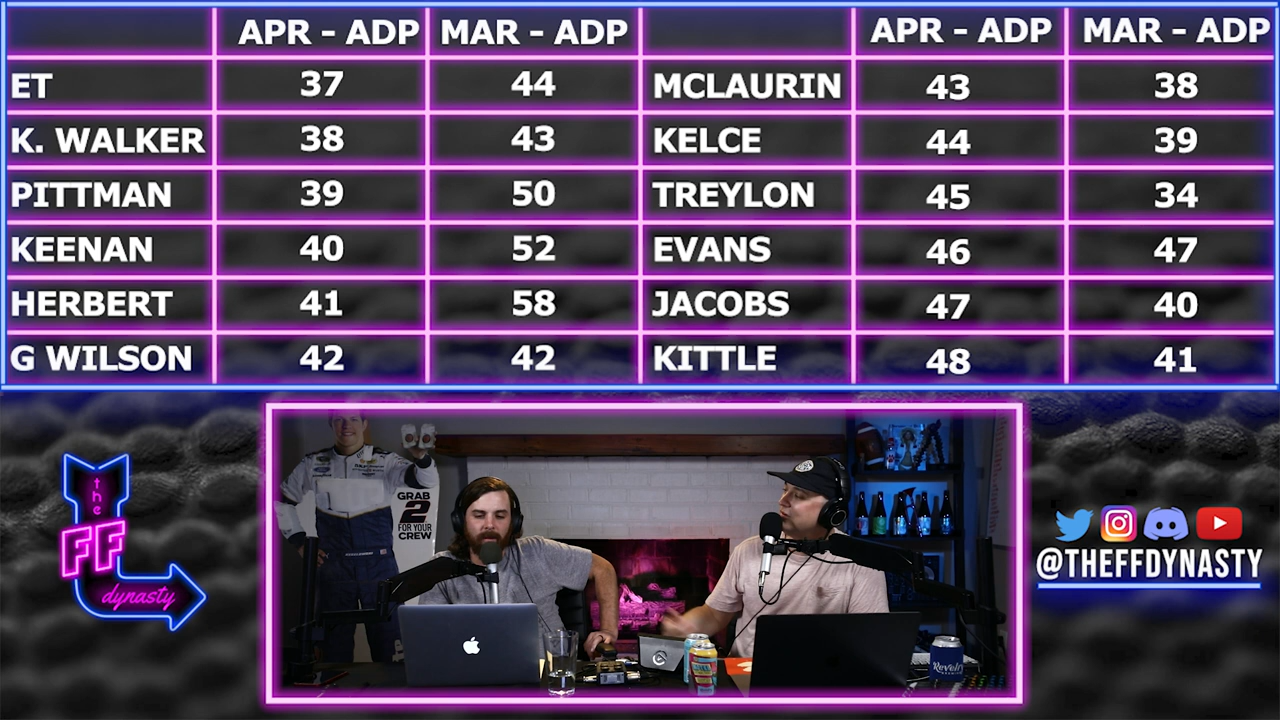 APR - ADP MAR - ADP APR - ADP MAR - ADP
ET 37 44 MCLAURIN 43 38
K. WALKER 38 43 KELCE 44 39
PITTMAN 39 50 TREYLON 45 34
KEENAN 40 52 EVANS 46 47
HERBERT 41 58 JACOBS 47 40
G WILSON 42 42 KITTLE 48 41
the
FF
dynasty
GRAB
2
FOR YOUR
CREW
Revelry
@THEFFDYNASTY